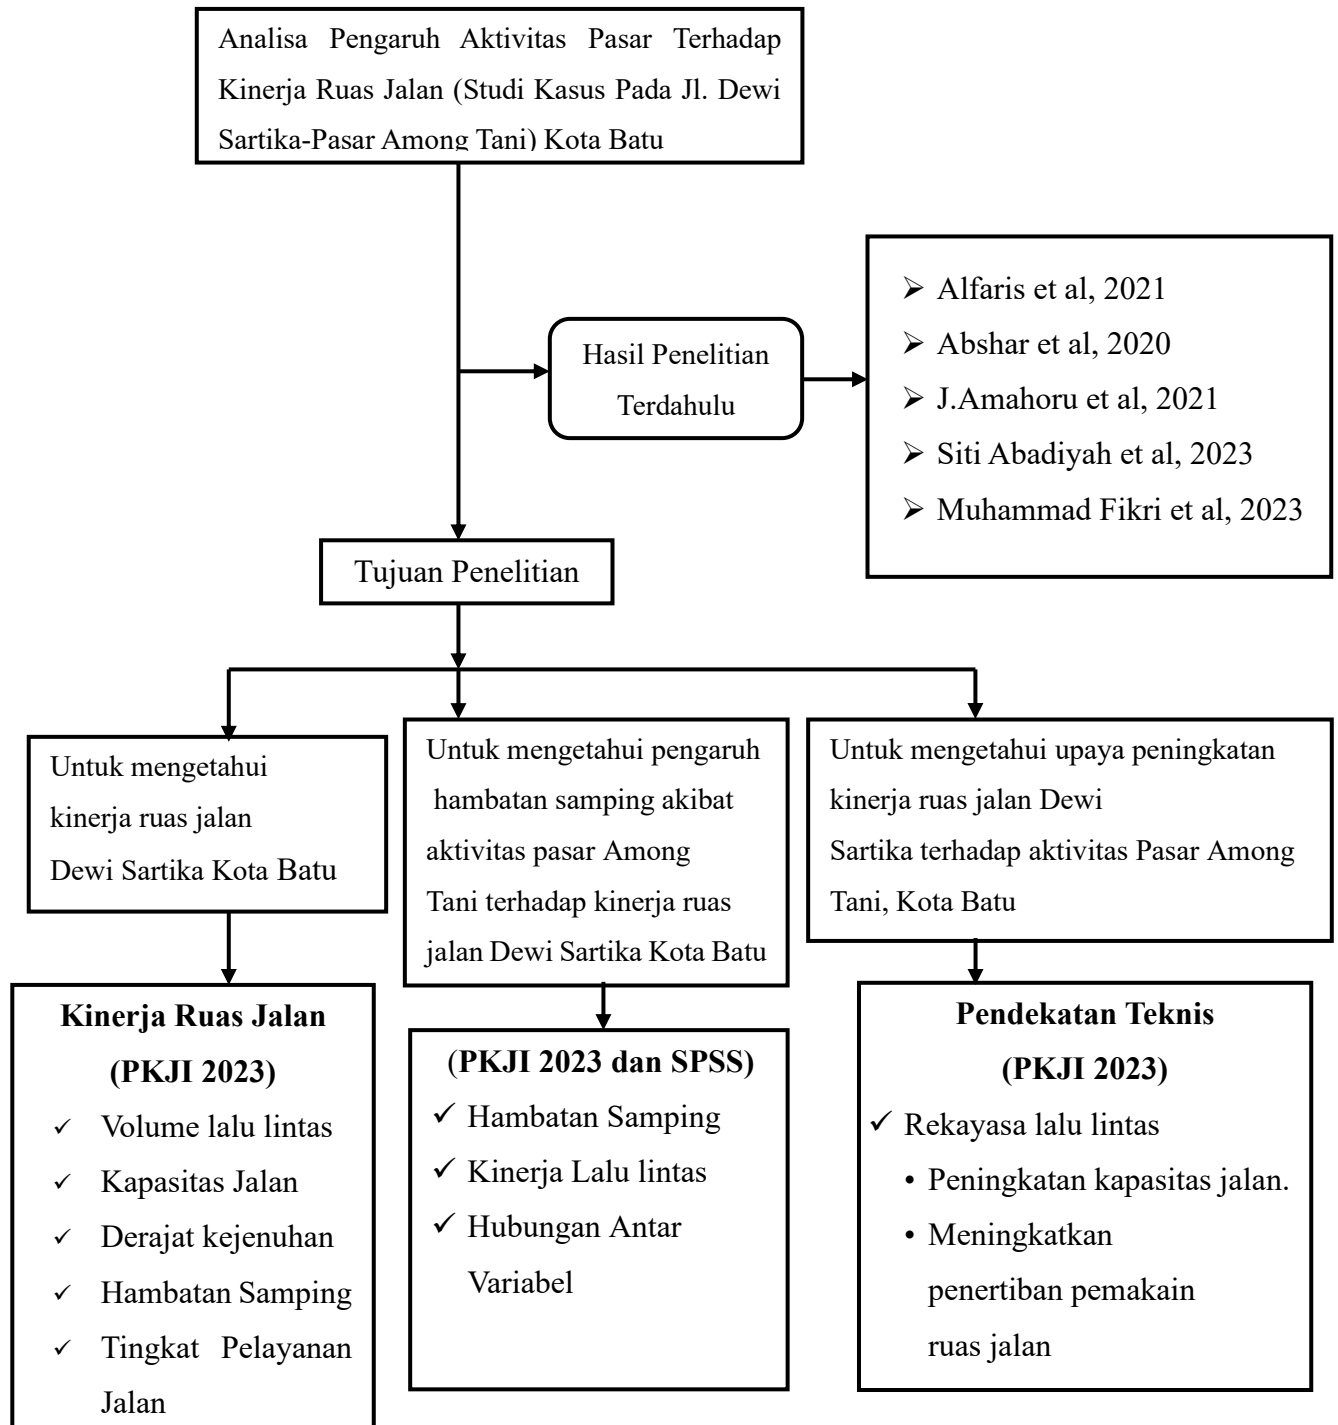 Analisa Pengaruh Aktivitas Pasar Terhadap
Kinerja Ruas Jalan (Studi Kasus Pada Jl. Dewi
Sartika-Pasar Among Tani) Kota Batu
Hasil Penelitian
Terdahulu
➢ Alfaris et al, 2021
➢ Abshar et al, 2020
➢ J.Amahoru et al, 2021
➢ Siti Abadiyah et al, 2023
➢ Muhammad Fikri et al, 2023
Tujuan Penelitian
Untuk mengetahui
kinerja ruas jalan
Dewi Sartika Kota Batu
Untuk mengetahui pengaruh
hambatan samping akibat
aktivitas pasar Among
Tani terhadap kinerja ruas
jalan Dewi Sartika Kota Batu
Untuk mengetahui upaya peningkatan
kinerja ruas jalan Dewi
Sartika terhadap aktivitas Pasar Among
Tani, Kota Batu
Kinerja Ruas Jalan
(PKJI 2023)
✓ Volume lalu lintas
✓ Kapasitas Jalan
✓ Derajat kejenuhan
✓ Hambatan Samping
✓ Tingkat Pelayanan
Jalan
(PKJI 2023 dan SPSS)
✓ Hambatan Samping
✓ Kinerja Lalu lintas
✓ Hubungan Antar
Variabel
Pendekatan Teknis
(PKJI 2023)
✓ Rekayasa lalu lintas
• Peningkatan kapasitas jalan.
• Meningkatkan
penertiban pemakain
ruas jalan